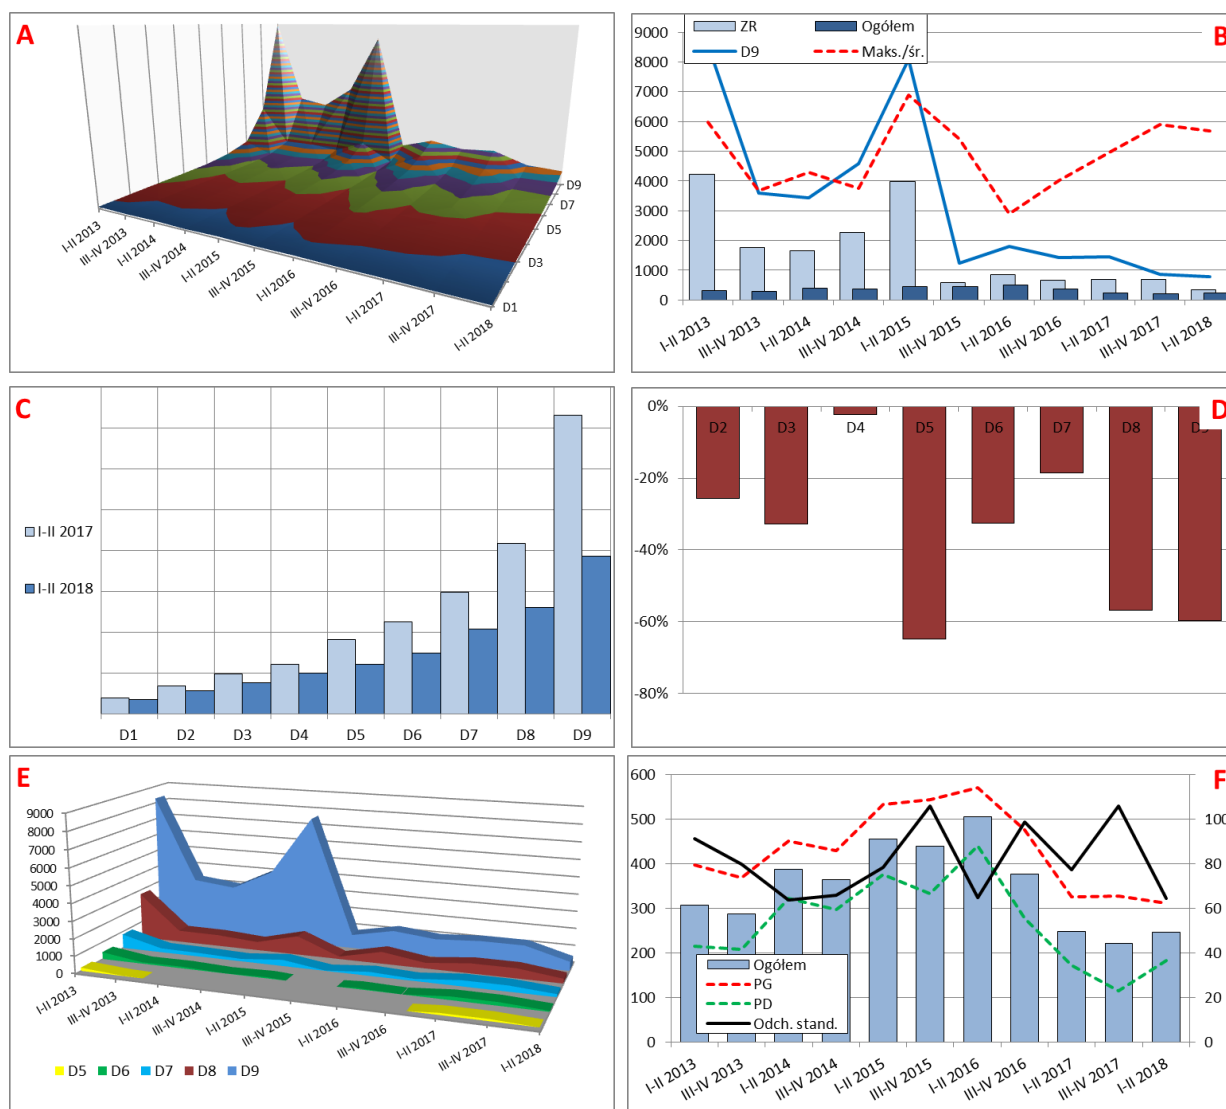 A
I-II 2013
III-IV 2013
I-II 2014
III-IV 2014
I-II 2015
III-IV 2015
I-II 2016
III-IV 2016
I-II 2017
III-IV 2017
I-II 2018
D9
D7
D5
D3
D1
B
ZR
Ogółem
D9
Maks./śr.
9000
8000
7000
6000
5000
4000
3000
2000
1000
0
I-II 2013
III-IV 2013
I-II 2014
III-IV 2014
I-II 2015
III-IV 2015
I-II 2016
III-IV 2016
I-II 2017
III-IV 2017
I-II 2018
C
I-II 2017
I-II 2018
D1 D2 D3 D4 D5 D6 D7 D8 D9
D
0%
-20%
-40%
-60%
-80%
D2 D3 D4 D5 D6 D7 D8
E
9000
8000
7000
6000
5000
4000
3000
2000
1000
0
I-II 2013
III-IV 2013
I-II 2014
III-IV 2014
I-II 2015
III-IV 2015
I-II 2016
III-IV 2016
I-II 2017
III-IV 2017
I-II 2018
D5 D6 D7 D8 D9
F
600
500
400
300
200
100
0
100
80
60
40
20
0
Ogółem
PG
PD
Odch. stand.
I-II 2013
III-IV 2013
I-II 2014
III-IV 2014
I-II 2015
III-IV 2015
I-II 2016
III-IV 2016
I-II 2017
III-IV 2017
I-II 2018